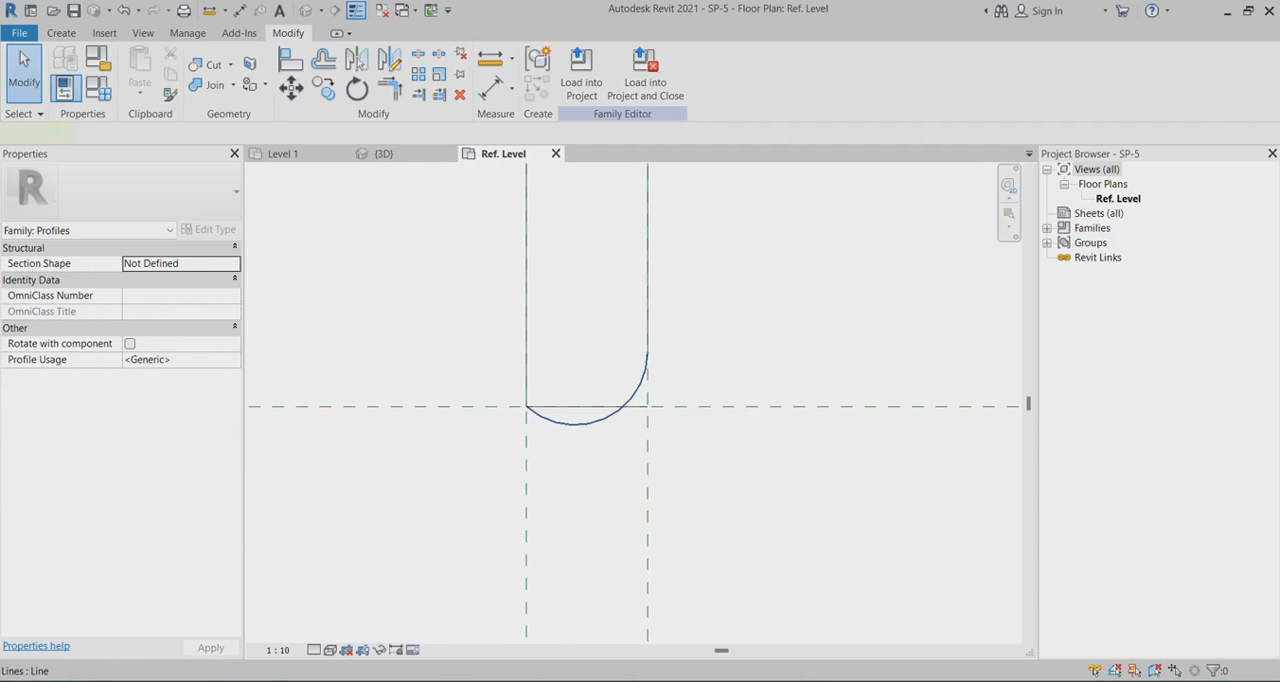 Autodesk Revit 2021 - SP-5 - Floor Plan: Ref. Level
Sign In
File Create Insert View Manage Add-Ins Modify
Modify
Paste
Cut
Join
Load into
Project
Load into
Project and Close
Select Properties Clipboard Geometry Modify Measure Create Family Editor
Properties
Level 1
{3D}
Ref. Level
Project Browser - SP-5
R
Family: Profiles
Edit Type
Structural
Section Shape Not Defined
Identity Data
OmniClass Number
OmniClass Title
Other
Rotate with component
Profile Usage <Generic>
Views (all)
Floor Plans
Ref. Level
Sheets (all)
Families
Groups
Revit Links
Properties help
Apply
1 : 10
Lines : Line
:0